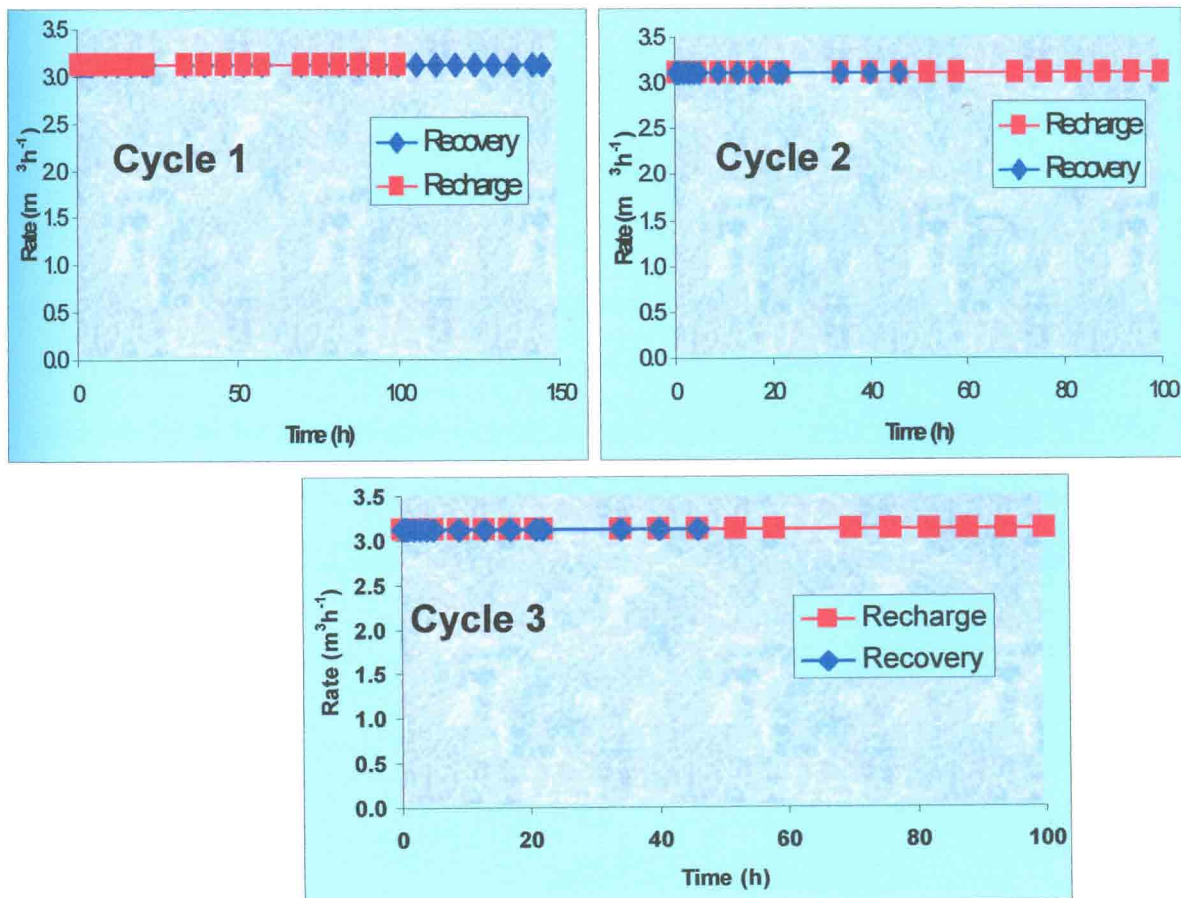 3.5
3.0
2.5
2.0
1.5
1.0
0.5
0.0
Rate (m³h⁻¹)
Cycle 1
Recovery
Recharge
0 50 100 150
Time (h)
3.5
3.0
2.5
2.0
1.5
1.0
0.5
0.0
Rate (m³h⁻¹)
Cycle 2
Recharge
Recovery
0 20 40 60 80 100
Time (h)
3.5
3.0
2.5
2.0
1.5
1.0
0.5
0.0
Rate (m³h⁻¹)
Cycle 3
Recharge
Recovery
0 20 40 60 80 100
Time (h)